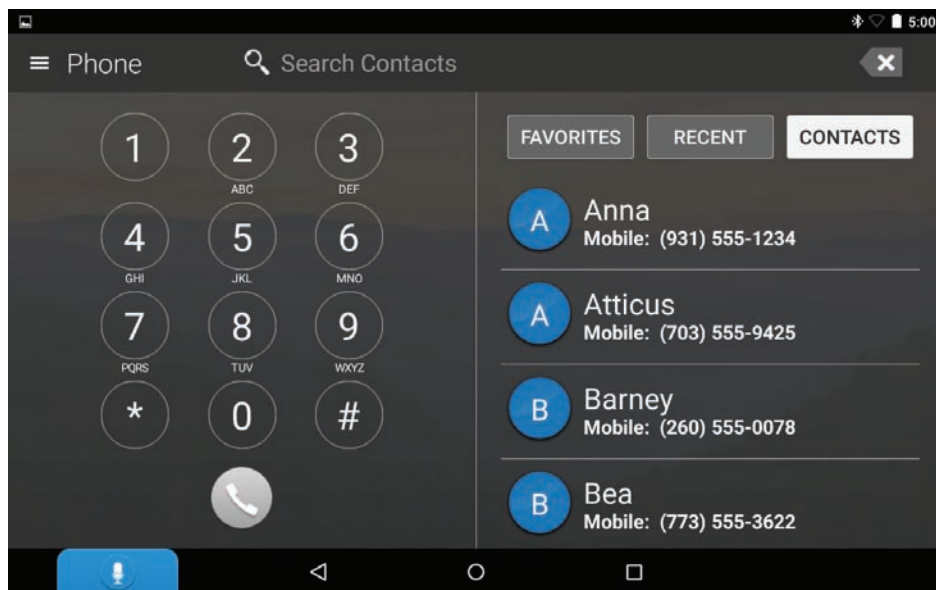 5:00
Phone
Search Contacts
1 2 3
ABC DEF
4 5 6
GHI JKL MNO
7 8 9
PQRS TUV WXYZ
* 0 #
FAVORITES RECENT CONTACTS
A Anna
Mobile: (931) 555-1234
A Atticus
Mobile: (703) 555-9425
B Barney
Mobile: (260) 555-0078
B Bea
Mobile: (773) 555-3622